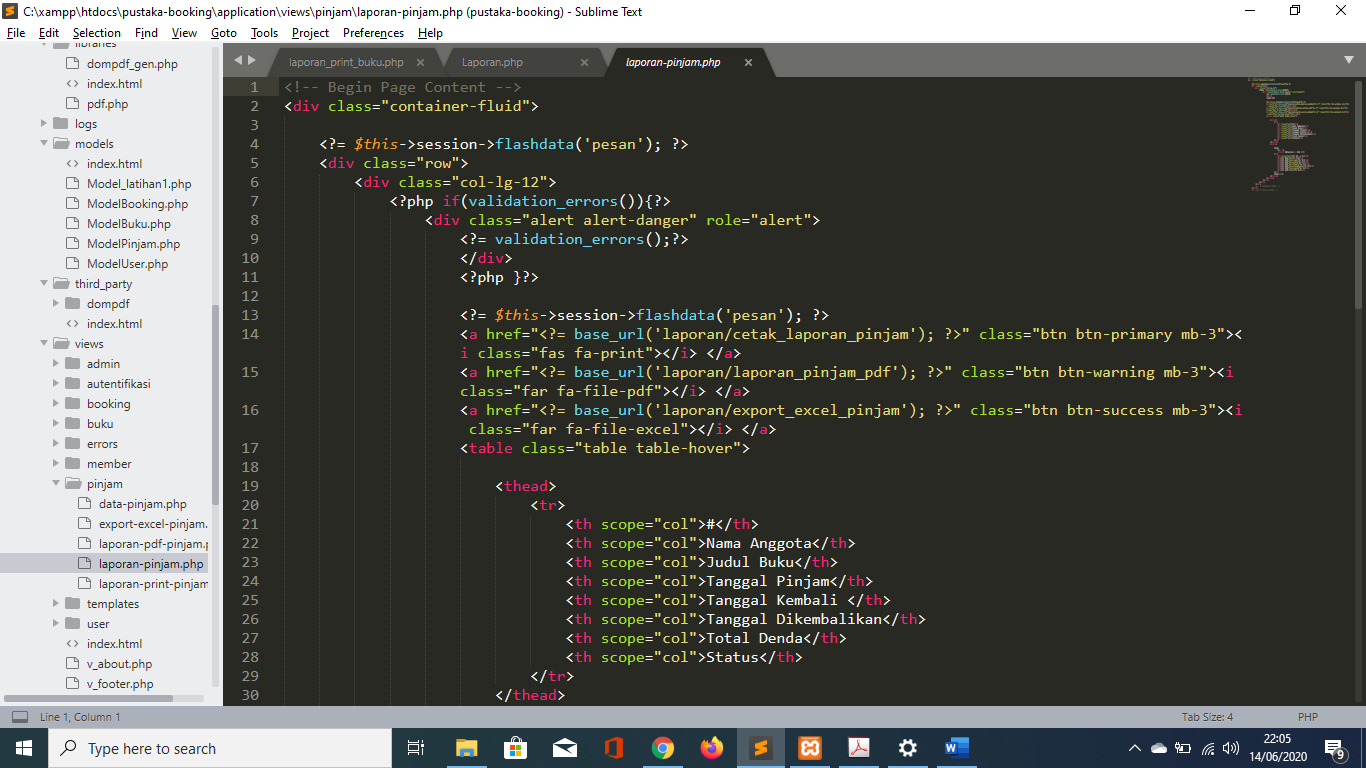 C:\xampp\htdocs\pustaka-booking\application\views\pinjam\laporan-pinjam.php (pustaka-booking) - Sublime Text
File Edit Selection Find View Goto Tools Project Preferences Help
libraries
dompdf_gen.php
<> index.html
pdf.php
logs
models
<> index.html
Model_latihan1.php
ModelBooking.php
ModelBuku.php
ModelPinjam.php
ModelUser.php
third_party
dompdf
<> index.html
views
admin
autentifikasi
booking
buku
errors
member
pinjam
data-pinjam.php
export-excel-pinjam.
laporan-pdf-pinjam.p
laporan-pinjam.php
laporan-print-pinjam
templates
user
<> index.html
v_about.php
v_footer.php
laporan_print_buku.php × Laporan.php × laporan-pinjam.php ×
1 <!-- Begin Page Content -->
2 <div class="container-fluid">
3
4 <?= $this->session->flashdata('pesan'); ?>
5 <div class="row">
6 <div class="col-lg-12">
7 <?php if(validation_errors()){?>
8 <div class="alert alert-danger" role="alert">
9 <?= validation_errors();?>
10 </div>
11 <?php }?>
12
13 <?= $this->session->flashdata('pesan'); ?>
14 <a href="<?= base_url('laporan/cetak_laporan_pinjam'); ?>" class="btn btn-primary mb-3"><
i class="fas fa-print"></i> </a>
15 <a href="<?= base_url('laporan/laporan_pinjam_pdf'); ?>" class="btn btn-warning mb-3"><i
class="far fa-file-pdf"></i> </a>
16 <a href="<?= base_url('laporan/export_excel_pinjam'); ?>" class="btn btn-success mb-3"><i
class="far fa-file-excel"></i> </a>
17 <table class="table table-hover">
18
19 <thead>
20 <tr>
21 <th scope="col">#</th>
22 <th scope="col">Nama Anggota</th>
23 <th scope="col">Judul Buku</th>
24 <th scope="col">Tanggal Pinjam</th>
25 <th scope="col">Tanggal Kembali </th>
26 <th scope="col">Tanggal Dikembalikan</th>
27 <th scope="col">Total Denda</th>
28 <th scope="col">Status</th>
29 </tr>
30 </thead>
Line 1, Column 1 Tab Size: 4 PHP
Type here to search
22:05
14/06/2020
9